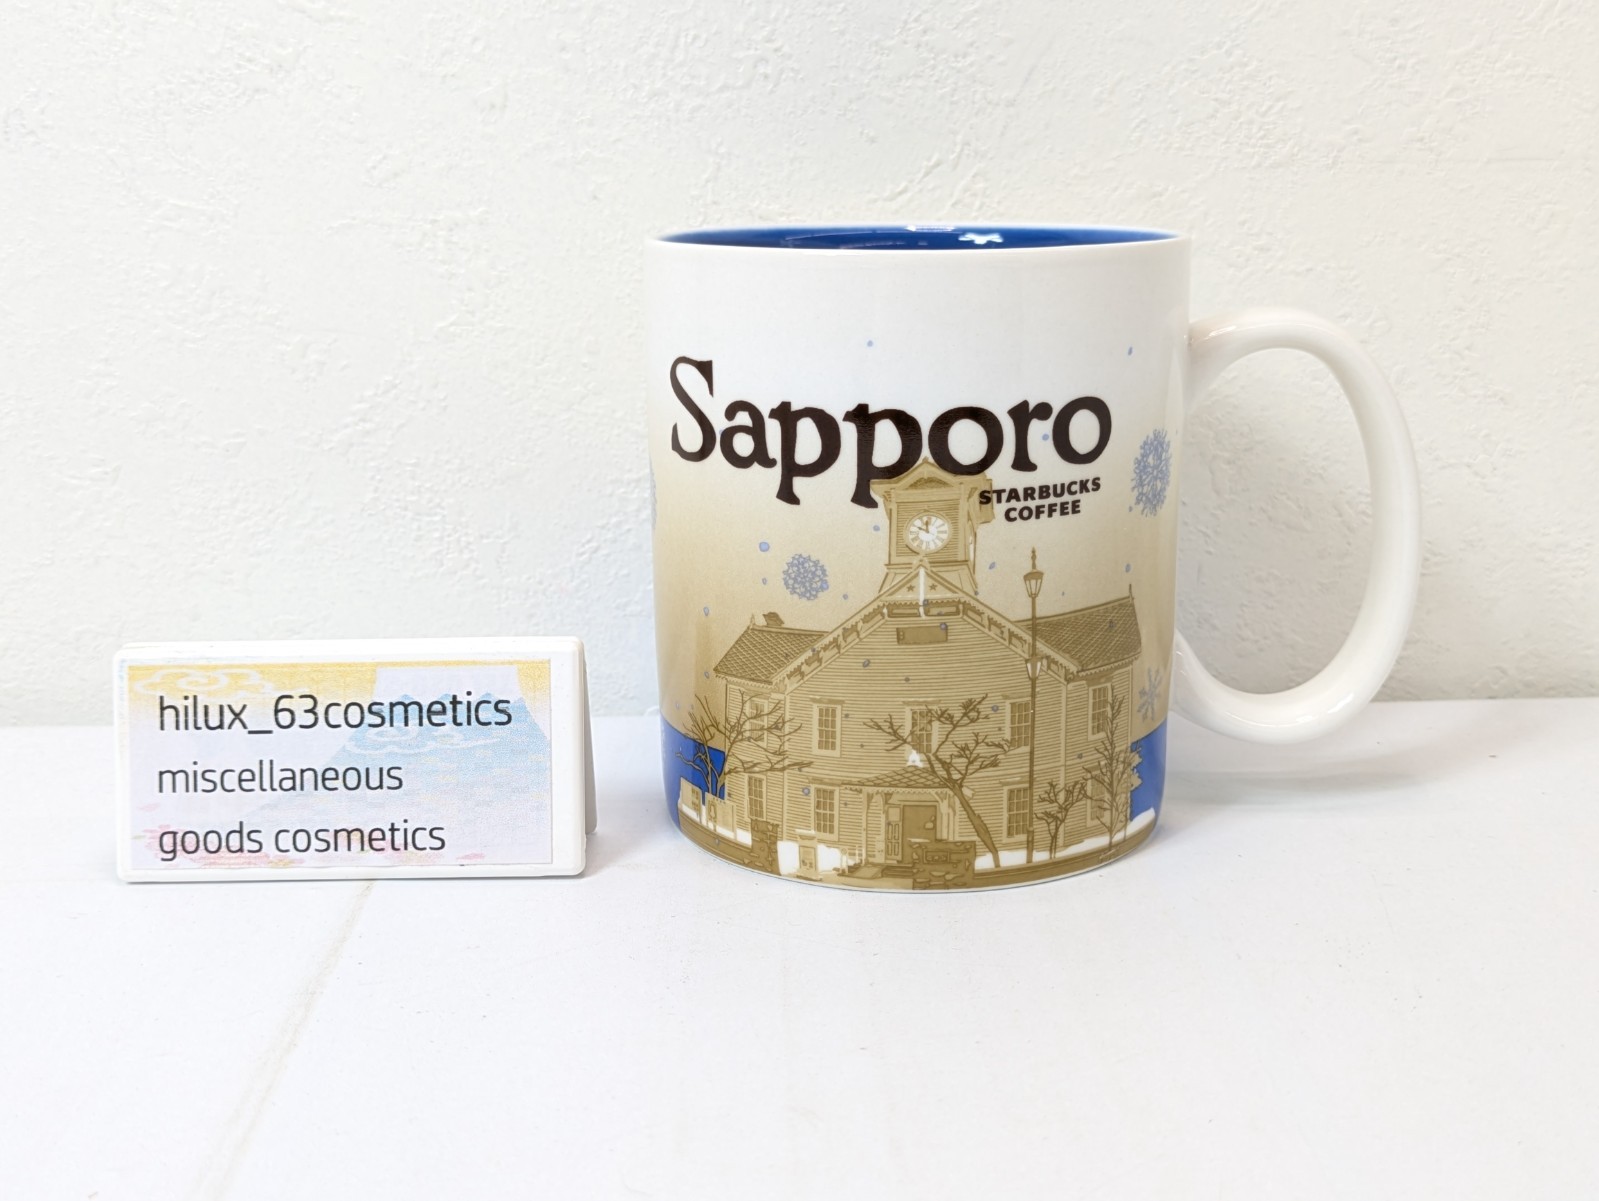 Sapporo
STARBUCKS
COFFEE
hilux_63cosmetics
miscellaneous
goods cosmetics